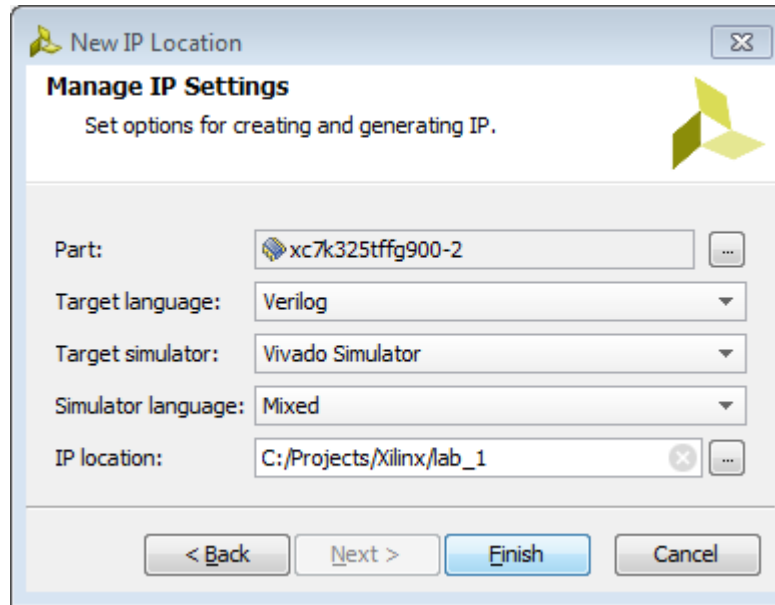 New IP Location
Manage IP Settings
Set options for creating and generating IP.
Part: xc7k325tffg900-2 ...
Target language: Verilog
Target simulator: Vivado Simulator
Simulator language: Mixed
IP location: C:/Projects/Xilinx/lab_1 ...
< Back Next > Finish Cancel